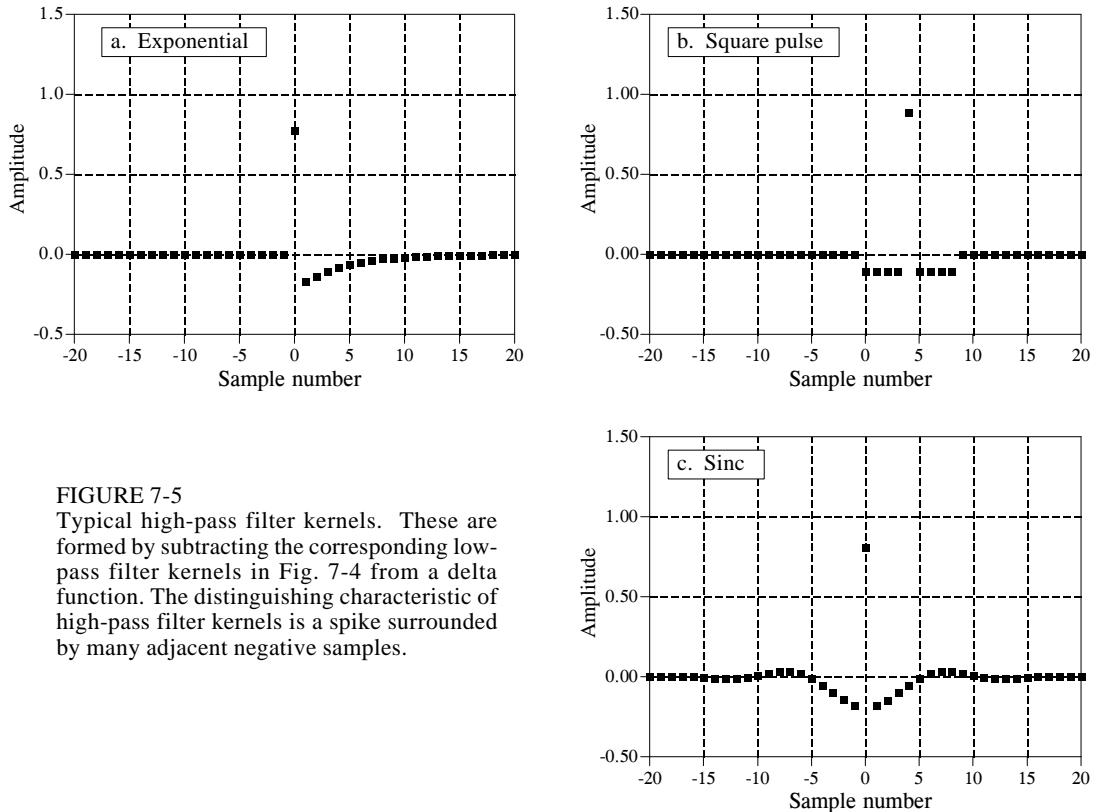 a. Exponential
1.5
1.0
0.5
0.0
-0.5
Amplitude
-20 -15 -10 -5 0 5 10 15 20
Sample number
b. Square pulse
1.50
1.00
0.50
0.00
-0.50
Amplitude
-20 -15 -10 -5 0 5 10 15 20
Sample number
c. Sinc
1.50
1.00
0.50
0.00
-0.50
Amplitude
-20 -15 -10 -5 0 5 10 15 20
Sample number
FIGURE 7-5
Typical high-pass filter kernels. These are
formed by subtracting the corresponding low-
pass filter kernels in Fig. 7-4 from a delta
function. The distinguishing characteristic of
high-pass filter kernels is a spike surrounded
by many adjacent negative samples.